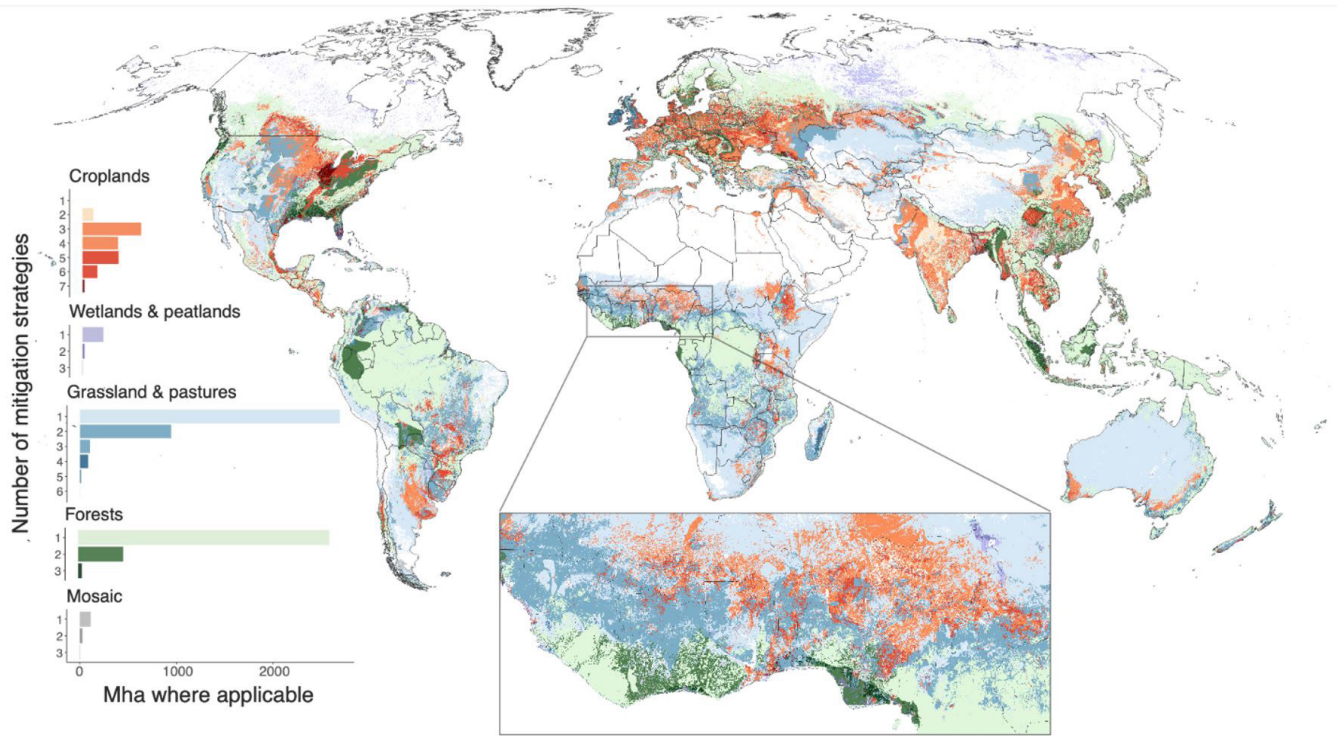 Number of mitigation strategies
Croplands
1
2
3
4
5
6
7
Wetlands & peatlands
1
2
3
Grassland & pastures
1
2
3
4
5
6
Forests
1
2
3
Mosaic
1
2
3
0 1000 2000
Mha where applicable